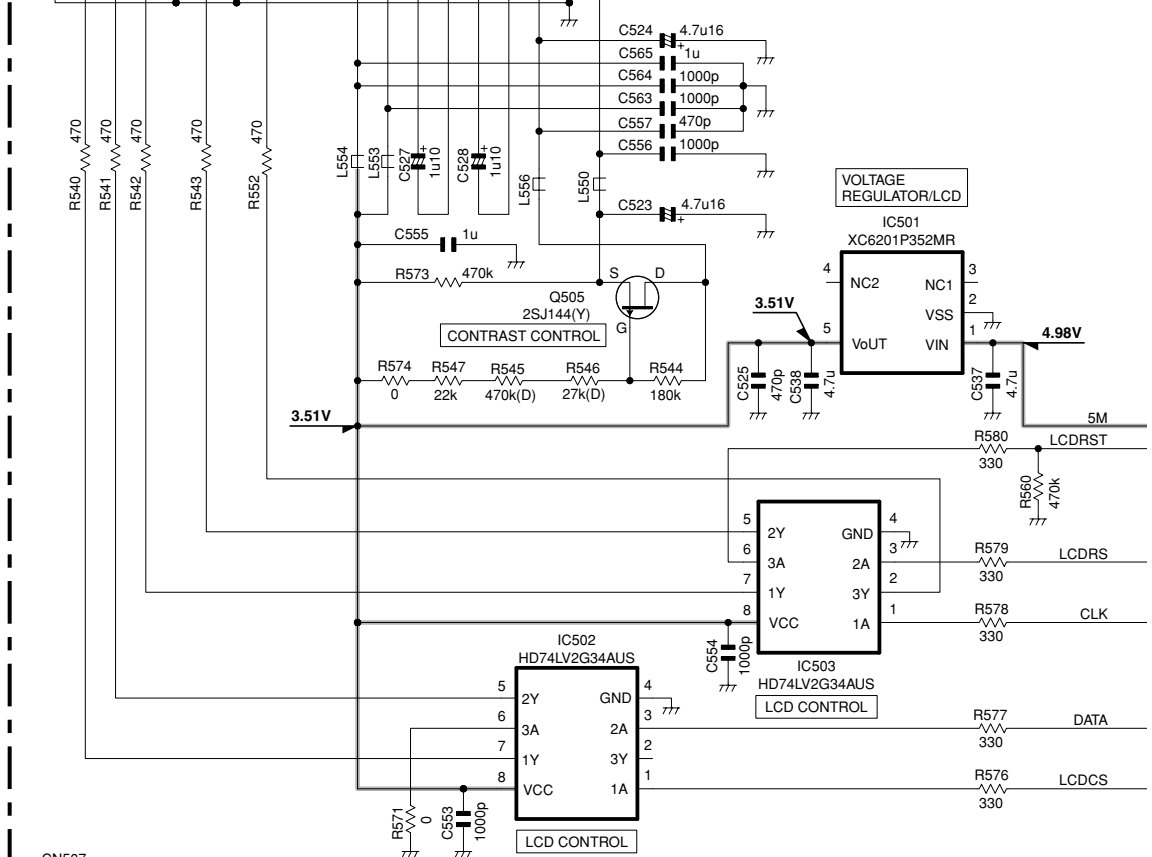 C524 4.7u16
+
C565 1u
C564 1000p
C563 1000p
C557 470p
C556 1000p
R540 470
R541 470
R542 470
R543 470
R552 470
L554
L553
C527 + 1u10
C528 + 1u10
L556
L550
C523 4.7u16
+
VOLTAGE
REGULATOR/LCD
IC501
XC6201P352MR
4 NC2
NC1 3
VSS 2
5 VoUT
VIN 1
3.51V
4.98V
C555 1u
R573 470k
S D
G
Q505
2SJ144(Y)
CONTRAST CONTROL
R574 R547 R545 R546 R544
0 22k 470k(D) 27k(D) 180k
C525 470p
C538 4.7u
C537 4.7u
3.51V
5M
R580 LCDRST
330
R560 470k
5 2Y GND 4
6 3A 2A 3
7 1Y 3Y 2
8 VCC 1A 1
R579 LCDRS
330
R578 CLK
330
C554 1000p
IC503
HD74LV2G34AUS
LCD CONTROL
IC502
HD74LV2G34AUS
5 2Y GND 4
6 3A 2A 3
7 1Y 3Y 2
8 VCC 1A 1
R577 DATA
330
R576 LCDCS
330
R571 0
C553 1000p
LCD CONTROL